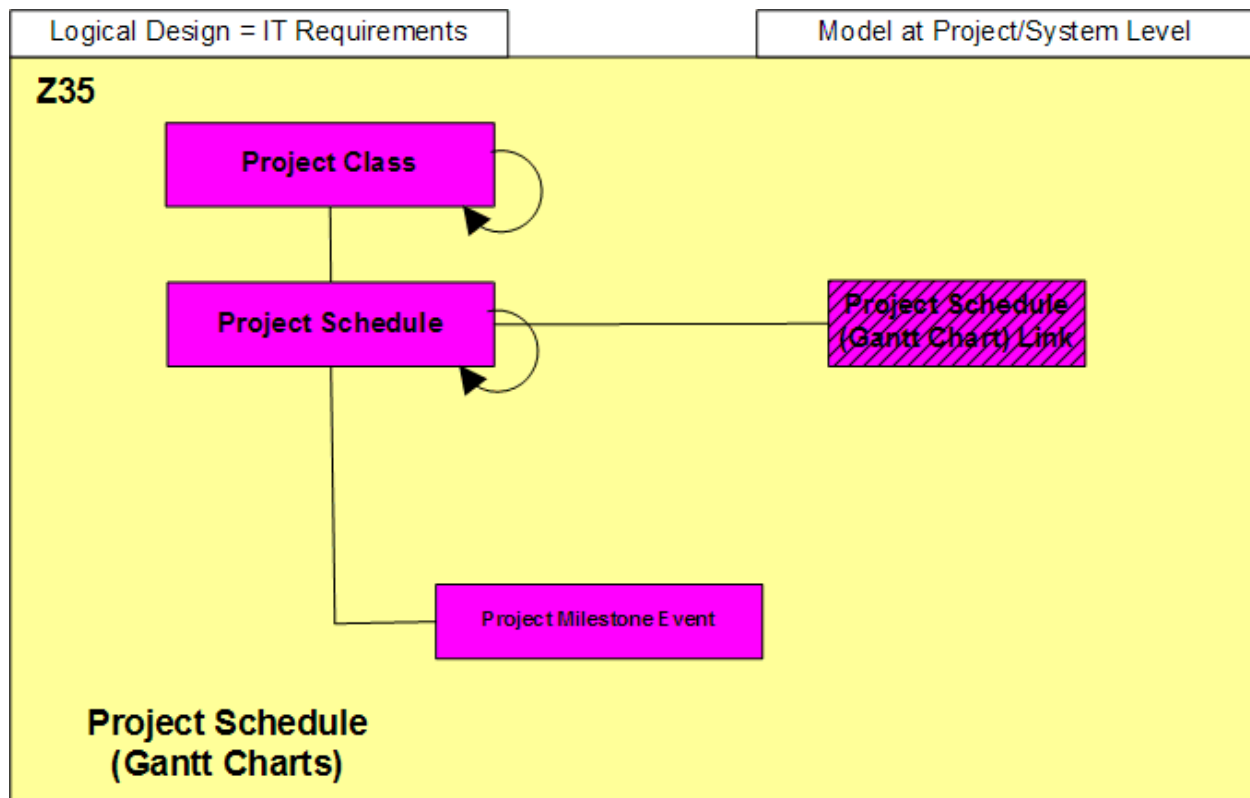 Logical Design = IT Requirements
Model at Project/System Level
Z35
Project Class
Project Schedule
Project Schedule
(Gantt Chart) Link
Project Milestone Event
Project Schedule
(Gantt Charts)